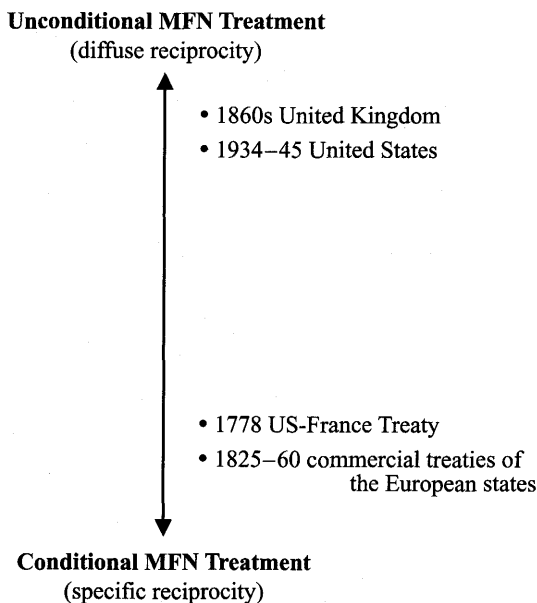 Unconditional MFN Treatment
(diffuse reciprocity)
• 1860s United Kingdom
• 1934–45 United States
• 1778 US-France Treaty
• 1825–60 commercial treaties of
the European states
Conditional MFN Treatment
(specific reciprocity)